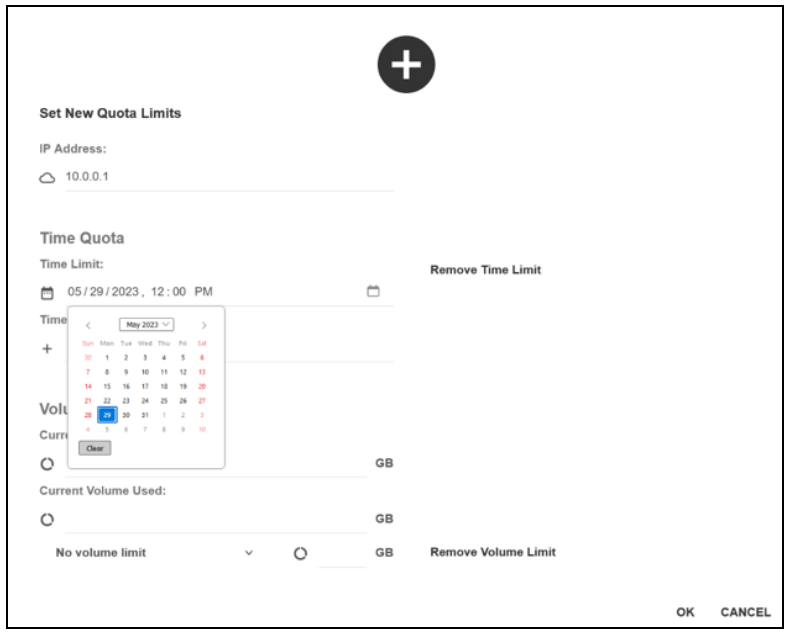 Set New Quota Limits
IP Address:
10.0.0.1
Time Quota
Time Limit:
Remove Time Limit
05/29/2023, 12:00 PM
Time
May 2023
Sun Mon Tue Wed Thu Fri Sat
30 1 2 3 4 5 6
7 8 9 10 11 12 13
14 15 16 17 18 19 20
21 22 23 24 25 26 27
28 29 30 31 1 2 3
4 5 6 7 8 9 10
Clear
Volu
Curre
GB
Current Volume Used:
GB
No volume limit
GB
Remove Volume Limit
OK CANCEL